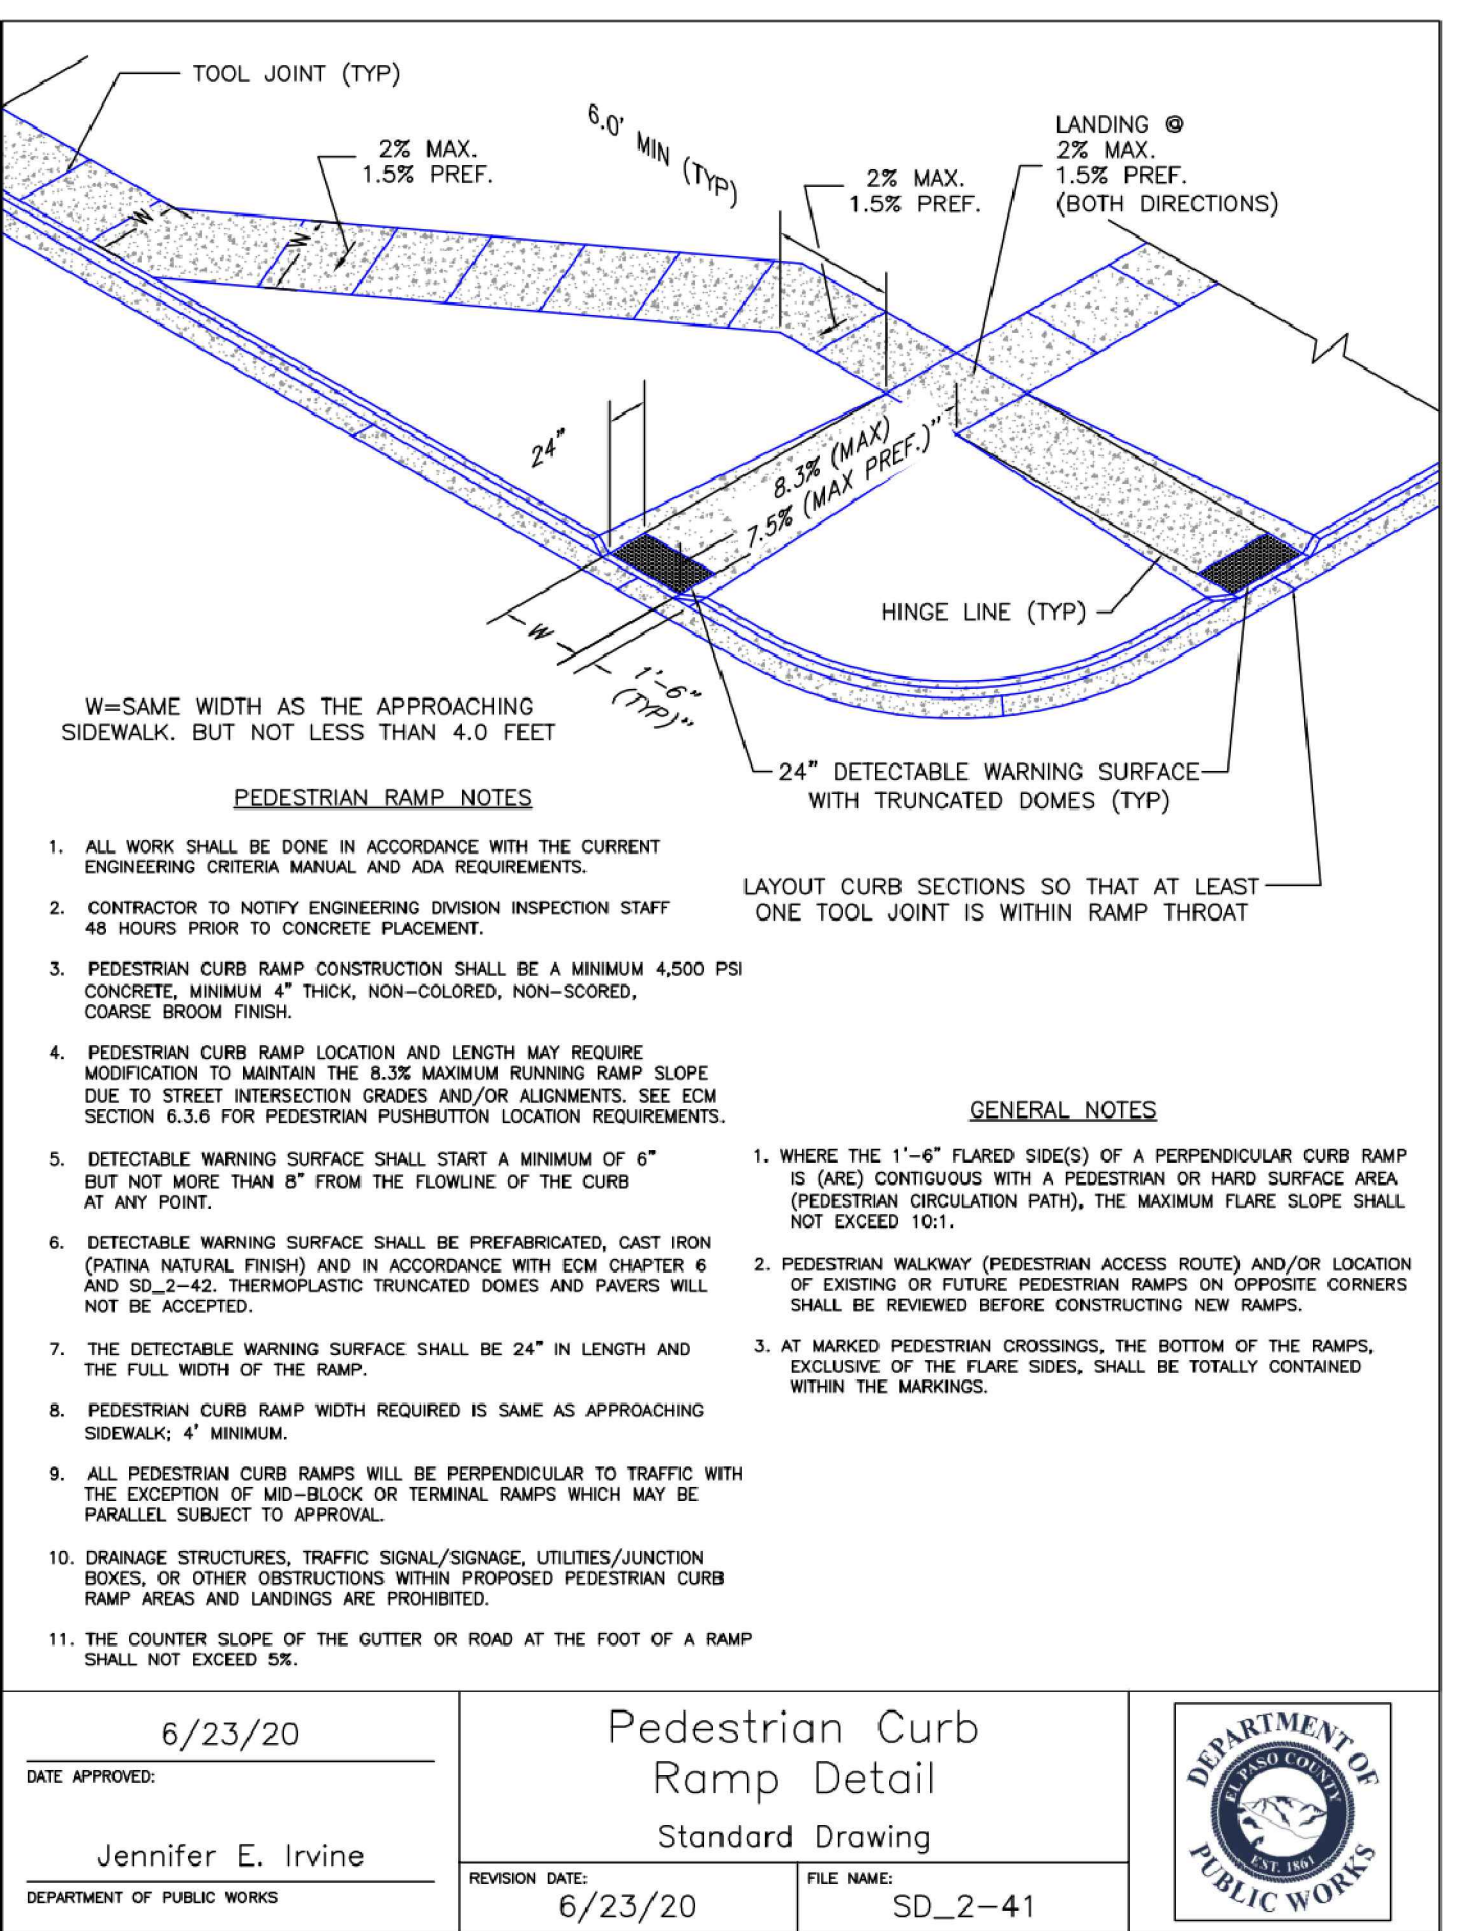 TOOL JOINT (TYP)
2% MAX.
1.5% PREF.
6.0' MIN (TYP)
2% MAX.
1.5% PREF.
LANDING @
2% MAX.
1.5% PREF.
(BOTH DIRECTIONS)
W
W
24"
8.3% (MAX)
7.5% (MAX PREF.)"
HINGE LINE (TYP)
W
1'-6"
(TYP)"
W=SAME WIDTH AS THE APPROACHING
SIDEWALK. BUT NOT LESS THAN 4.0 FEET
24" DETECTABLE WARNING SURFACE
WITH TRUNCATED DOMES (TYP)
LAYOUT CURB SECTIONS SO THAT AT LEAST
ONE TOOL JOINT IS WITHIN RAMP THROAT
PEDESTRIAN RAMP NOTES
1. ALL WORK SHALL BE DONE IN ACCORDANCE WITH THE CURRENT
ENGINEERING CRITERIA MANUAL AND ADA REQUIREMENTS.
2. CONTRACTOR TO NOTIFY ENGINEERING DIVISION INSPECTION STAFF
48 HOURS PRIOR TO CONCRETE PLACEMENT.
3. PEDESTRIAN CURB RAMP CONSTRUCTION SHALL BE A MINIMUM 4,500 PSI
CONCRETE, MINIMUM 4" THICK, NON-COLORED, NON-SCORED,
COARSE BROOM FINISH.
4. PEDESTRIAN CURB RAMP LOCATION AND LENGTH MAY REQUIRE
MODIFICATION TO MAINTAIN THE 8.3% MAXIMUM RUNNING RAMP SLOPE
DUE TO STREET INTERSECTION GRADES AND/OR ALIGNMENTS. SEE ECM
SECTION 6.3.6 FOR PEDESTRIAN PUSHBUTTON LOCATION REQUIREMENTS.
5. DETECTABLE WARNING SURFACE SHALL START A MINIMUM OF 6"
BUT NOT MORE THAN 8" FROM THE FLOWLINE OF THE CURB
AT ANY POINT.
6. DETECTABLE WARNING SURFACE SHALL BE PREFABRICATED, CAST IRON
(PATINA NATURAL FINISH) AND IN ACCORDANCE WITH ECM CHAPTER 6
AND SD_2-42. THERMOPLASTIC TRUNCATED DOMES AND PAVERS WILL
NOT BE ACCEPTED.
7. THE DETECTABLE WARNING SURFACE SHALL BE 24" IN LENGTH AND
THE FULL WIDTH OF THE RAMP.
8. PEDESTRIAN CURB RAMP WIDTH REQUIRED IS SAME AS APPROACHING
SIDEWALK; 4' MINIMUM.
9. ALL PEDESTRIAN CURB RAMPS WILL BE PERPENDICULAR TO TRAFFIC WITH
THE EXCEPTION OF MID-BLOCK OR TERMINAL RAMPS WHICH MAY BE
PARALLEL SUBJECT TO APPROVAL.
10. DRAINAGE STRUCTURES, TRAFFIC SIGNAL/SIGNAGE, UTILITIES/JUNCTION
BOXES, OR OTHER OBSTRUCTIONS WITHIN PROPOSED PEDESTRIAN CURB
RAMP AREAS AND LANDINGS ARE PROHIBITED.
11. THE COUNTER SLOPE OF THE GUTTER OR ROAD AT THE FOOT OF A RAMP
SHALL NOT EXCEED 5%.
GENERAL NOTES
1. WHERE THE 1'-6" FLARED SIDE(S) OF A PERPENDICULAR CURB RAMP
IS (ARE) CONTIGUOUS WITH A PEDESTRIAN OR HARD SURFACE AREA
(PEDESTRIAN CIRCULATION PATH), THE MAXIMUM FLARE SLOPE SHALL
NOT EXCEED 10:1.
2. PEDESTRIAN WALKWAY (PEDESTRIAN ACCESS ROUTE) AND/OR LOCATION
OF EXISTING OR FUTURE PEDESTRIAN RAMPS ON OPPOSITE CORNERS
SHALL BE REVIEWED BEFORE CONSTRUCTING NEW RAMPS.
3. AT MARKED PEDESTRIAN CROSSINGS, THE BOTTOM OF THE RAMPS,
EXCLUSIVE OF THE FLARE SIDES, SHALL BE TOTALLY CONTAINED
WITHIN THE MARKINGS.
6/23/20
DATE APPROVED:
Jennifer E. Irvine
DEPARTMENT OF PUBLIC WORKS
Pedestrian Curb
Ramp Detail
Standard Drawing
REVISION DATE:
6/23/20
FILE NAME:
SD_2-41
DEPARTMENT OF
EL PASO COUNTY
EST. 1861
PUBLIC WORKS